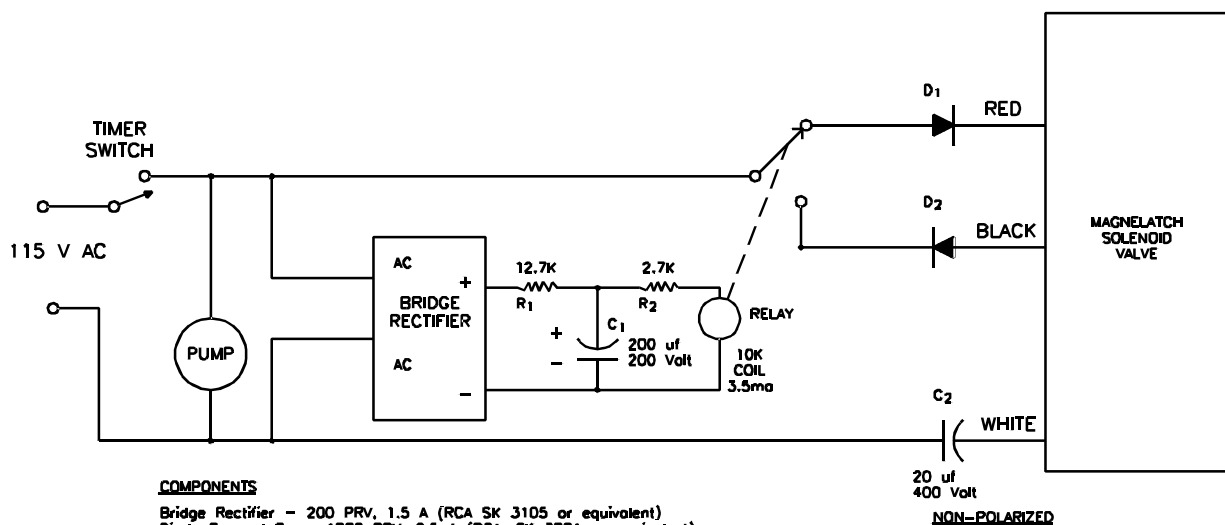 TIMER
SWITCH
115 V AC
PUMP
AC
BRIDGE
RECTIFIER
AC
+
−
12.7K
R1
2.7K
R2
+
−
C1
200 uf
200 Volt
RELAY
10K
COIL
3.5ma
D1
RED
D2
BLACK
MAGNELATCH
SOLENOID
VALVE
C2
WHITE
20 uf
400 Volt
NON-POLARIZED
COMPONENTS
Bridge Rectifier - 200 PRV, 1.5 A (RCA SK 3105 or equivalent)